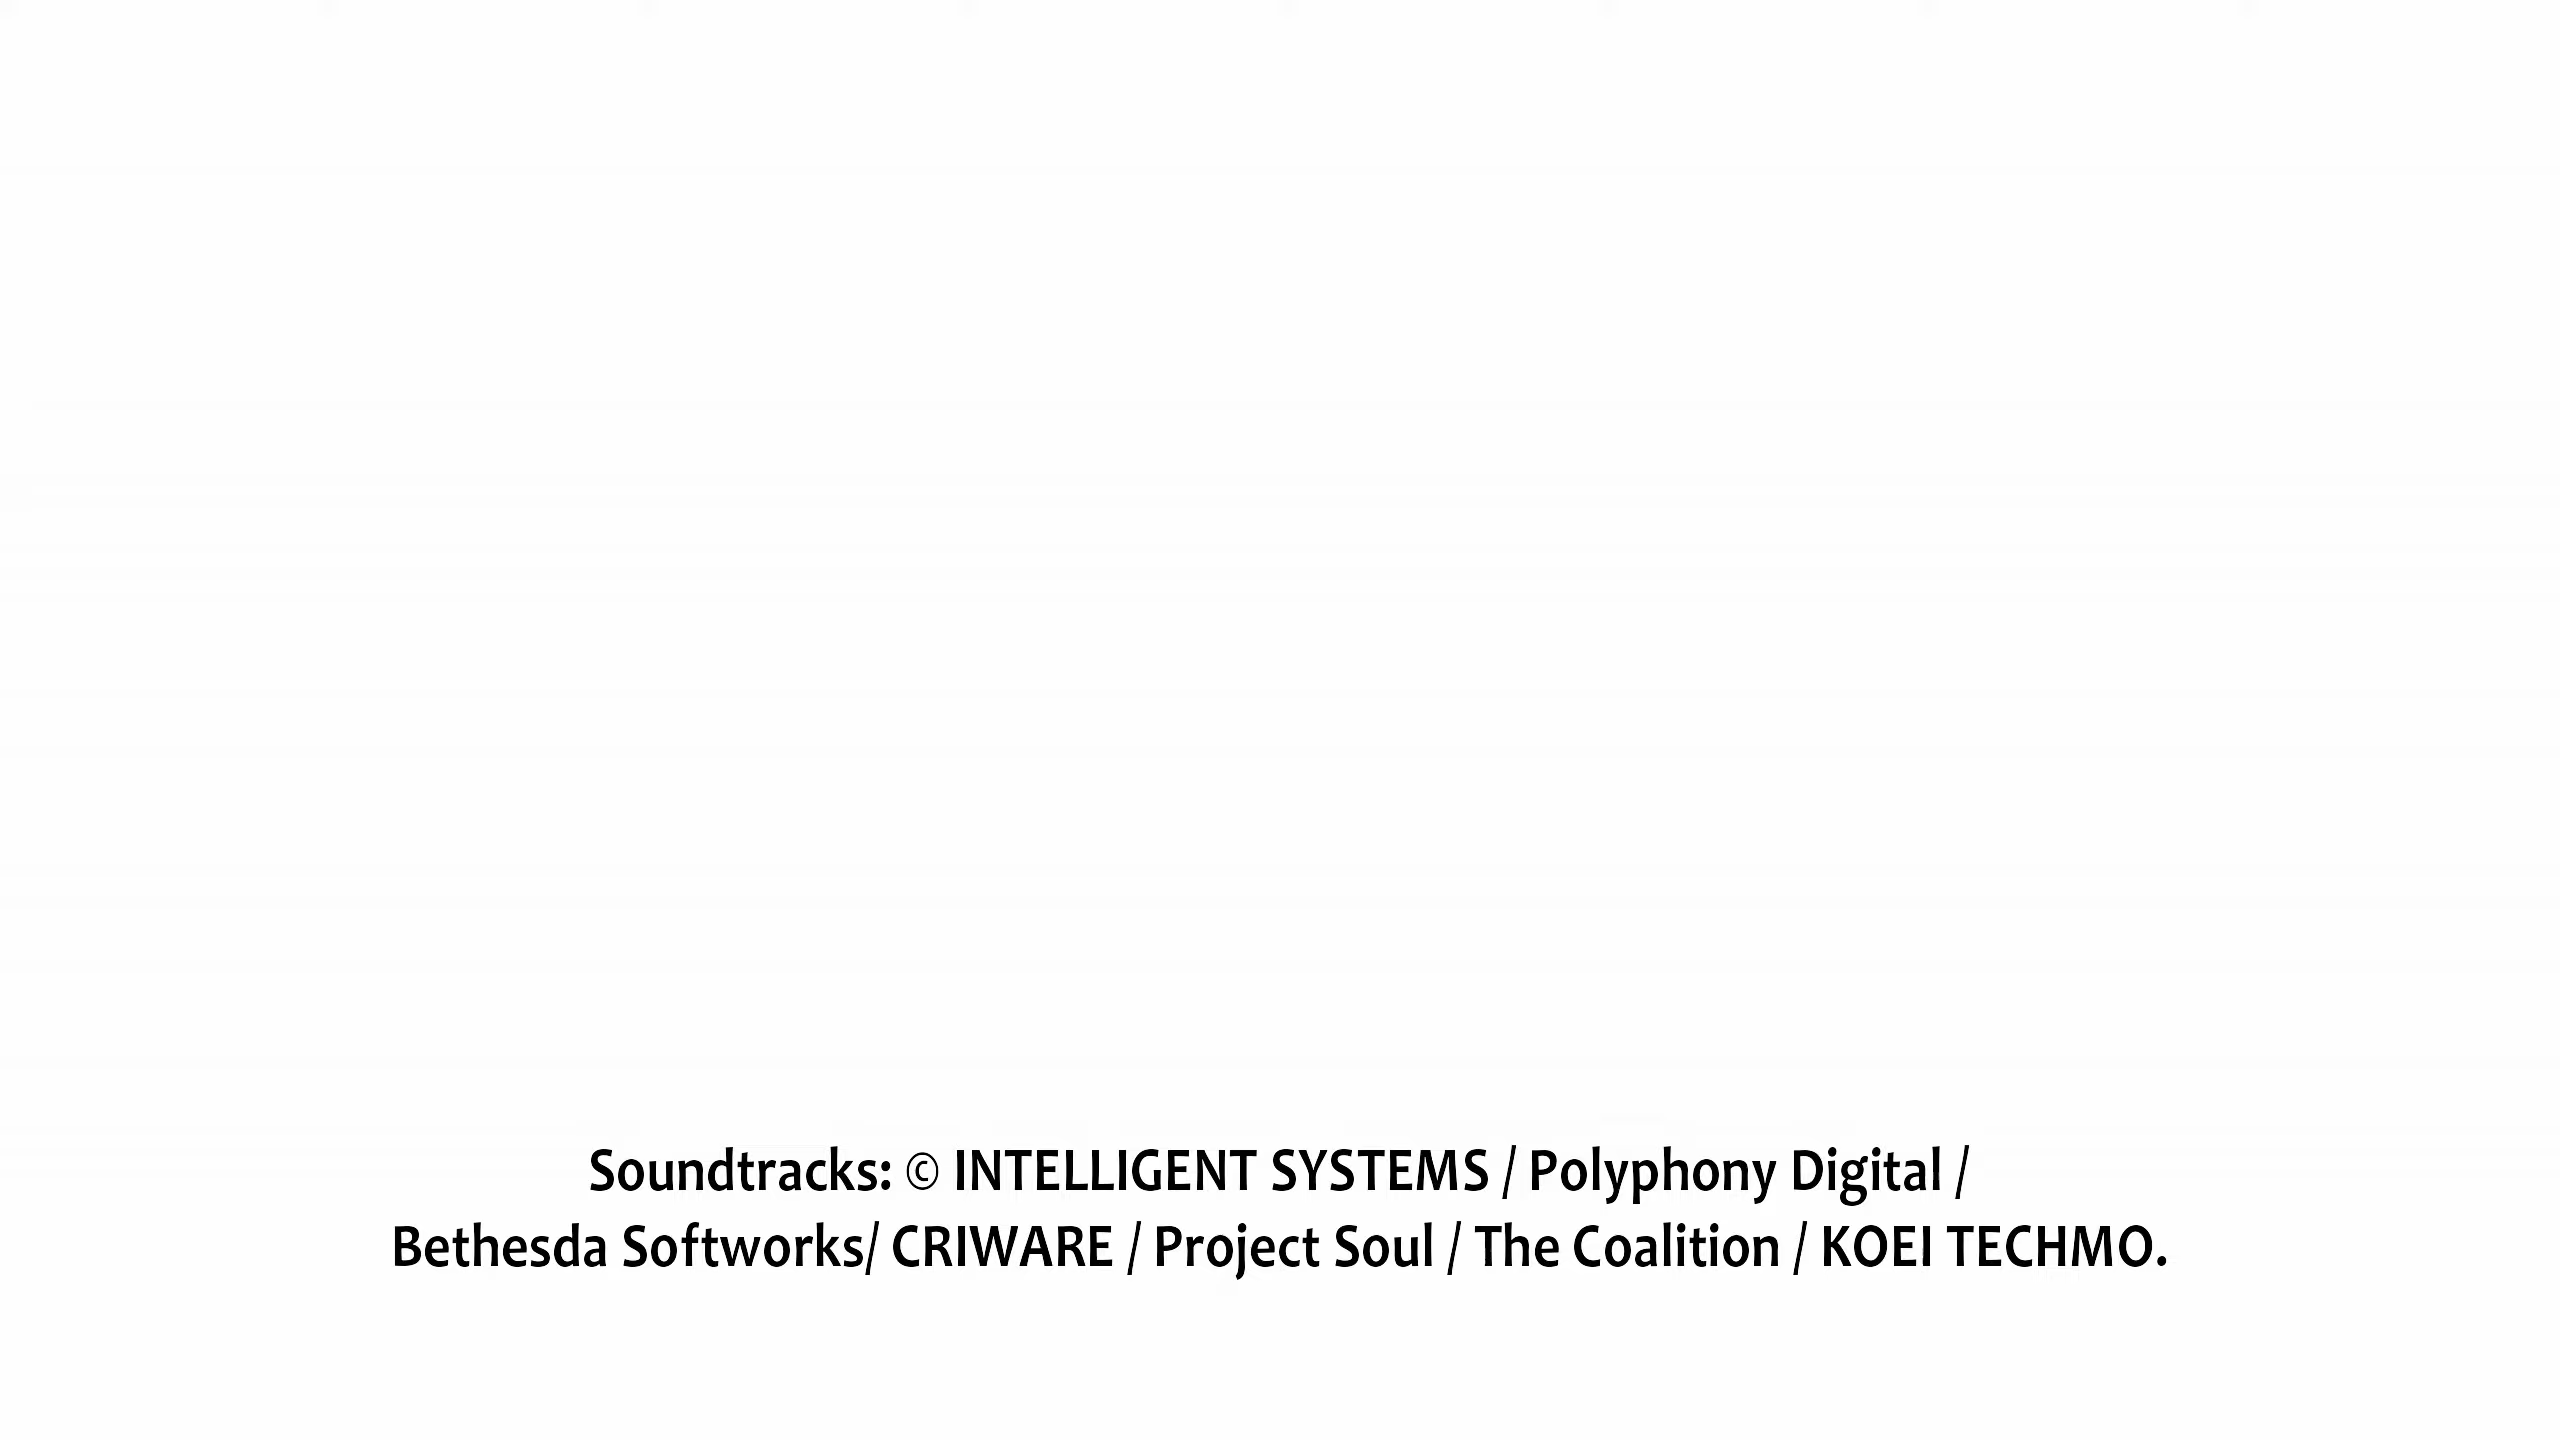 Soundtracks: © INTELLIGENT SYSTEMS / Polyphony Digital /
Bethesda Softworks/ CRIWARE / Project Soul / The Coalition / KOEI TECHMO.